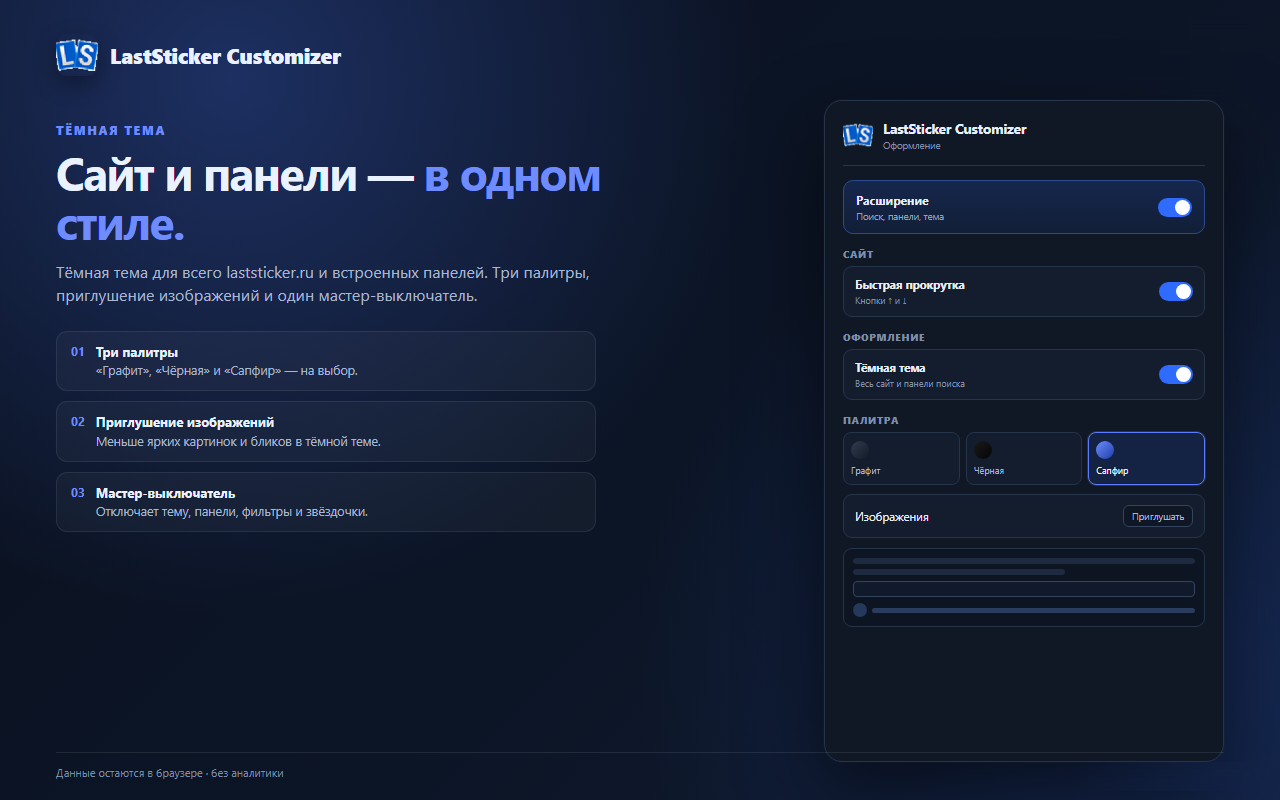 LS LastSticker Customizer
ТЁМНАЯ ТЕМА
Сайт и панели — в одном
стиле.
Тёмная тема для всего laststicker.ru и встроенных панелей. Три палитры,
приглушение изображений и один мастер-выключатель.
01 Три палитры
«Графит», «Чёрная» и «Сапфир» — на выбор.
02 Приглушение изображений
Меньше ярких картинок и бликов в тёмной теме.
03 Мастер-выключатель
Отключает тему, панели, фильтры и звёздочки.
LS LastSticker Customizer
Оформление
Расширение
Поиск, панели, тема
САЙТ
Быстрая прокрутка
Кнопки ↑ и ↓
ОФОРМЛЕНИЕ
Тёмная тема
Весь сайт и панели поиска
ПАЛИТРА
Графит
Чёрная
Сапфир
Изображения
Приглушать
Данные остаются в браузере · без аналитики